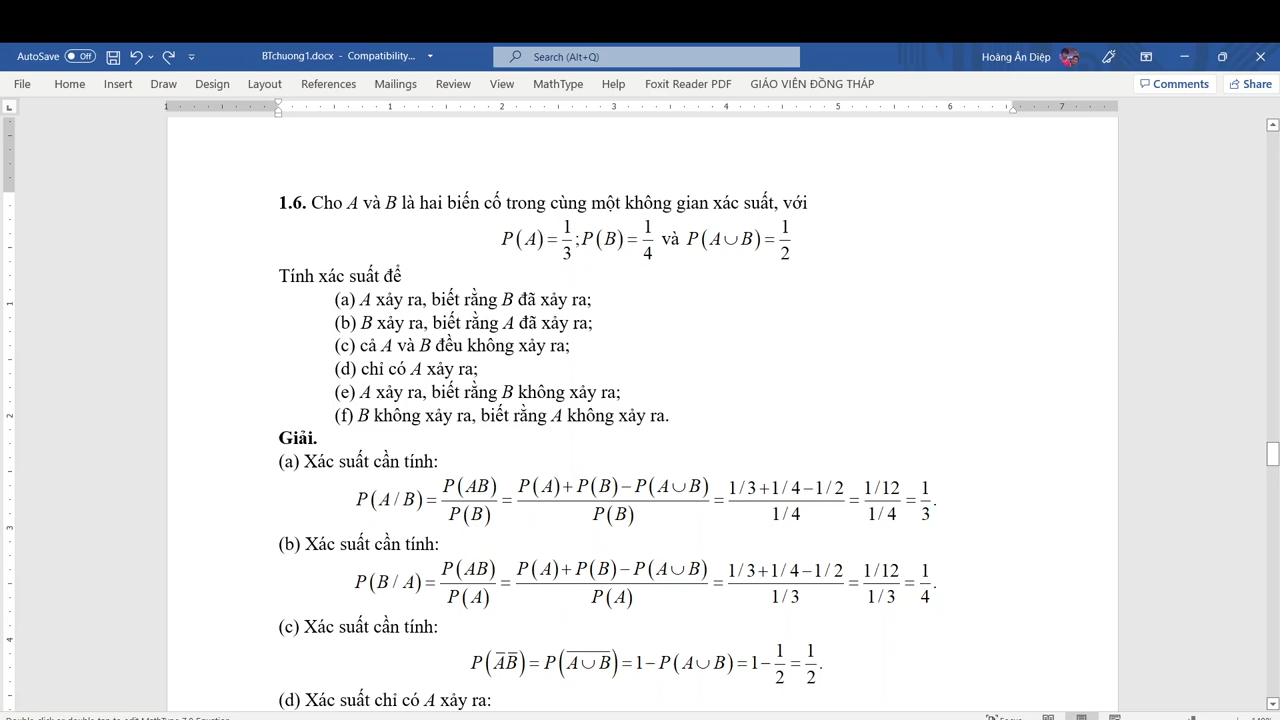 AutoSave Off BTchuong1.docx - Compatibility... Search (Alt+Q) Hoàng Ân Diệp
File Home Insert Draw Design Layout References Mailings Review View MathType Help Foxit Reader PDF GIÁO VIÊN ĐỒNG THÁP Comments Share
1 1 2 3 4 5 6 7
1.6. Cho A và B là hai biến cố trong cùng một không gian xác suất, với
P(A) = 1/3; P(B) = 1/4 và P(A∪B) = 1/2
Tính xác suất để
(a) A xảy ra, biết rằng B đã xảy ra;
(b) B xảy ra, biết rằng A đã xảy ra;
(c) cả A và B đều không xảy ra;
(d) chỉ có A xảy ra;
(e) A xảy ra, biết rằng B không xảy ra;
(f) B không xảy ra, biết rằng A không xảy ra.
Giải.
(a) Xác suất cần tính:
P(A/B) = P(AB)/P(B) = (P(A)+P(B)−P(A∪B))/P(B) = (1/3+1/4−1/2)/(1/4) = (1/12)/(1/4) = 1/3.
(b) Xác suất cần tính:
P(B/A) = P(AB)/P(A) = (P(A)+P(B)−P(A∪B))/P(A) = (1/3+1/4−1/2)/(1/3) = (1/12)/(1/3) = 1/4.
(c) Xác suất cần tính:
P(A̅B̅) = P(A̅∪̅B̅) = 1−P(A∪B) = 1−1/2 = 1/2.
(d) Xác suất chỉ có A xảy ra: